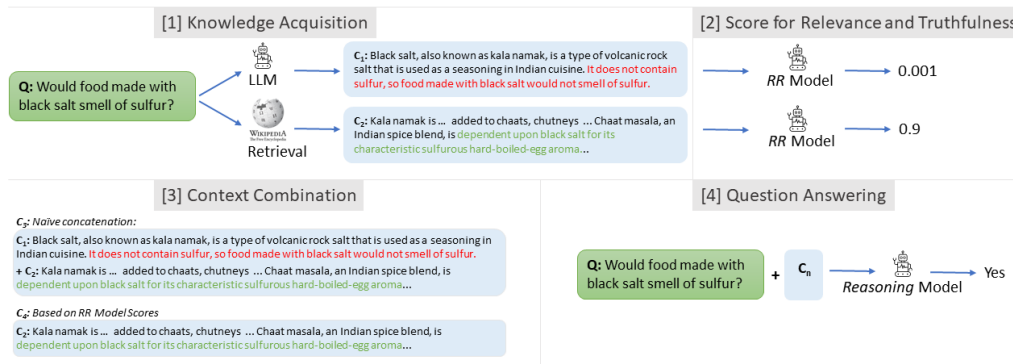 [1] Knowledge Acquisition
[2] Score for Relevance and Truthfulness
Q: Would food made with
black salt smell of sulfur?
LLM
C₁: Black salt, also known as kala namak, is a type of volcanic rock
salt that is used as a seasoning in Indian cuisine. It does not contain
sulfur, so food made with black salt would not smell of sulfur.
RR Model
0.001
WIKIPEDIA
The Free Encyclopedia
Retrieval
C₂: Kala namak is ... added to chaats, chutneys ... Chaat masala, an
Indian spice blend, is dependent upon black salt for its
characteristic sulfurous hard-boiled-egg aroma...
RR Model
0.9
[3] Context Combination
C₃: Naïve concatenation:
C₁: Black salt, also known as kala namak, is a type of volcanic rock salt that is used as a seasoning in
Indian cuisine. It does not contain sulfur, so food made with black salt would not smell of sulfur.
+ C₂: Kala namak is ... added to chaats, chutneys ... Chaat masala, an Indian spice blend, is
dependent upon black salt for its characteristic sulfurous hard-boiled-egg aroma...
C₄: Based on RR Model Scores
C₂: Kala namak is ... added to chaats, chutneys ... Chaat masala, an Indian spice blend, is
dependent upon black salt for its characteristic sulfurous hard-boiled-egg aroma...
[4] Question Answering
Q: Would food made with
black salt smell of sulfur?
+
Cₙ
Reasoning Model
Yes